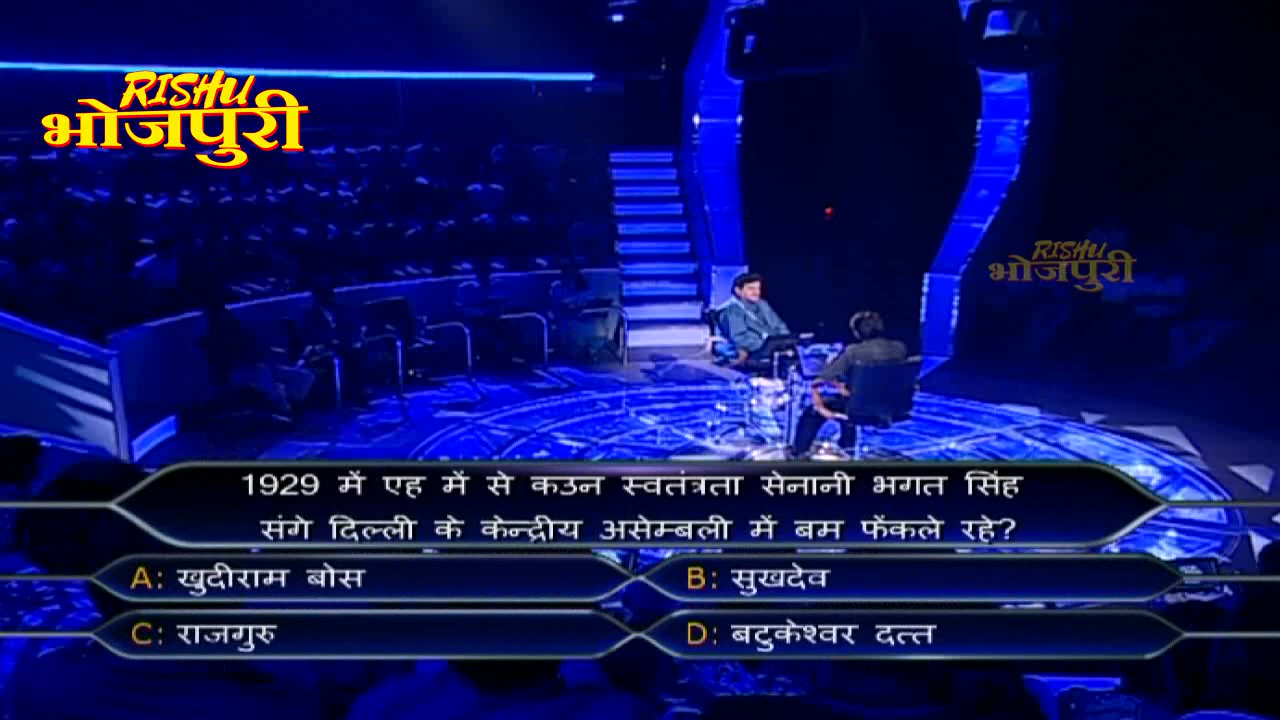 RISHU
भोजपुरी
RISHU
भोजपुरी
1929 में एह में से कउन स्वतंत्रता सेनानी भगत सिंह
संगे दिल्ली के केन्द्रीय असेम्बली में बम फेंकले रहे?
A: खुदीराम बोस
B: सुखदेव
C: राजगुरु
D: बटुकेश्वर दत्त